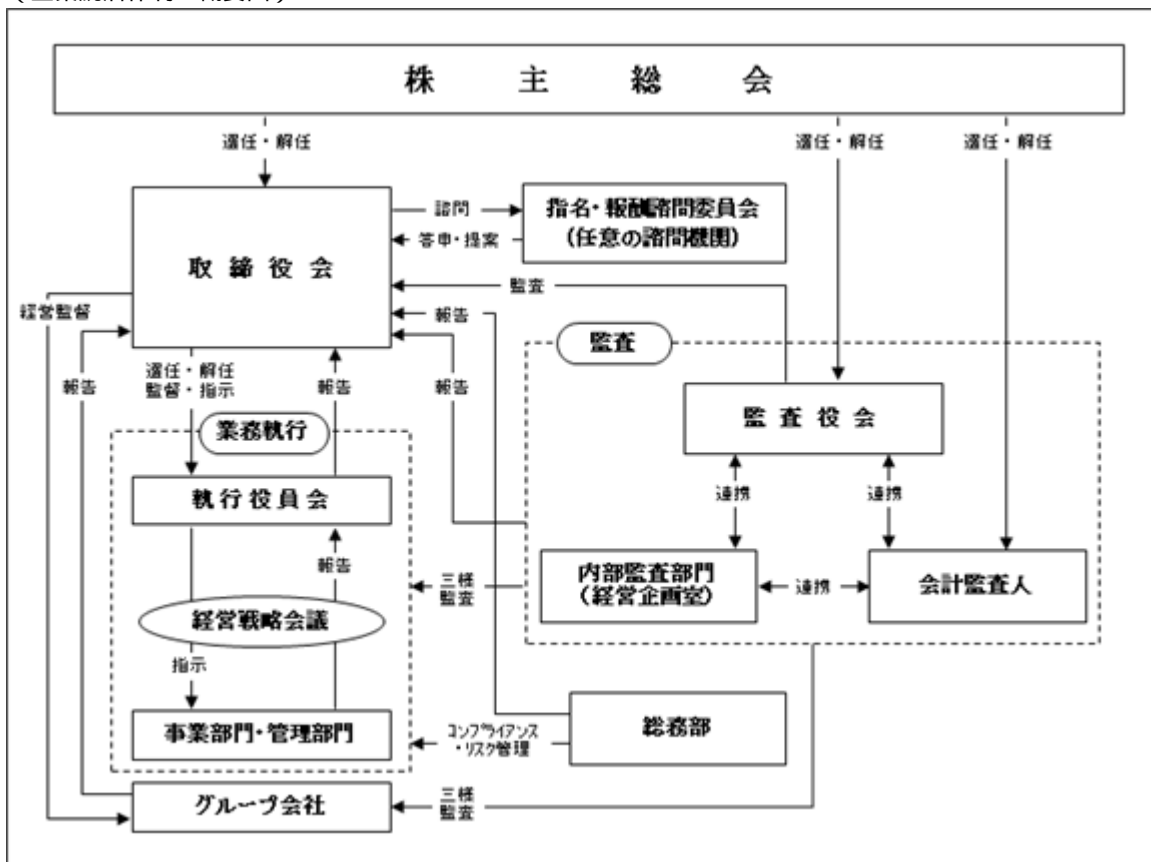 株主総会
選任・解任
選任・解任
選任・解任
取締役会
諮問
答申・提案
指名・報酬諮問委員会
(任意の諮問機関)
監査
経営監督
報告
報告
選任・解任
監督・指示
報告
報告
監査
監査役会
業務執行
執行役員会
連携
連携
報告
三様
監査
内部監査部門
(経営企画室)
連携
会計監査人
経営戦略会議
指示
事業部門・管理部門
コンプライアンス
・リスク管理
総務部
グループ会社
三様
監査